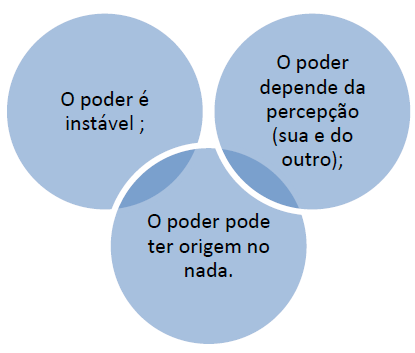 O poder é
instável ;
O poder
depende da
percepção
(sua e do
outro);
O poder pode
ter origem no
nada.